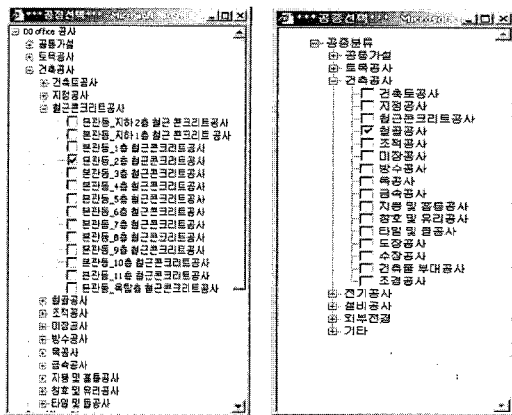 ***공종선택*** Microsoft
OO office 공사
공통가설
토목공사
건축공사
건축토공사
지정공사
철근콘크리트공사
본관동_지하2층 철근 콘크리트공사
본관동_지하1층 철근콘크리트 공사
본관동_1층 철근콘크리트공사
본관동_2층 철근콘크리트공사
본관동_3층 철근콘크리트공사
본관동_4층 철근콘크리트공사
본관동_5층 철근콘크리트공사
본관동_6층 철근콘크리트공사
본관동_7층 철근콘크리트공사
본관동_8층 철근콘크리트공사
본관동_9층 철근콘크리트공사
본관동_10층 철근콘크리트공사
본관동_11층 철근콘크리트공사
본관동_옥탑층 철근콘크리트공사
철골공사
조적공사
미장공사
방수공사
목공사
금속공사
지붕 및 홈통공사
창호 및 유리공사
타일 및 돌공사
***공종선택***
공종분류
공통가설
토목공사
건축공사
건축토공사
지정공사
철근콘크리트공사
철골공사
조적공사
미장공사
방수공사
목공사
금속공사
지붕 및 홈통공사
창호 및 유리공사
타일 및 돌공사
도장공사
수장공사
건축물 부대공사
조경공사
전기공사
설비공사
외부전경
기타